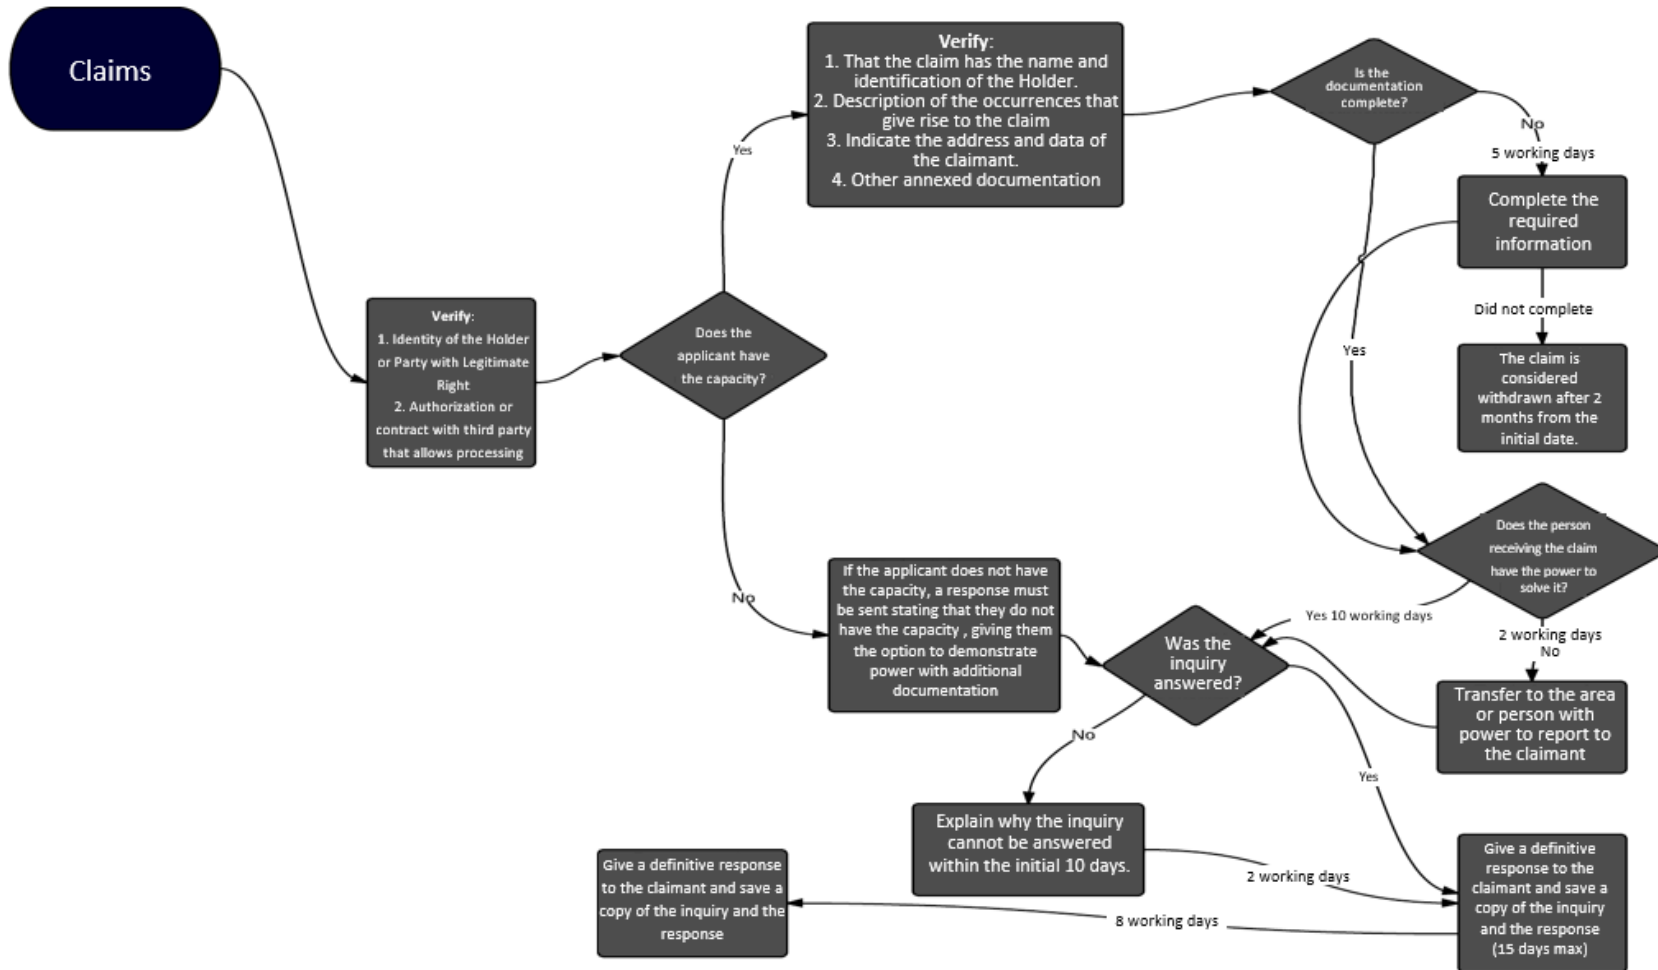 Claims
Verify:
1. Identity of the Holder
or Party with Legitimate
Right
2. Authorization or
contract with third party
that allows processing
Does the
applicant have
the capacity?
Yes
Verify:
1. That the claim has the name and
identification of the Holder.
2. Description of the occurrences that
give rise to the claim
3. Indicate the address and data of
the claimant.
4. Other annexed documentation
Is the
documentation
complete?
No
5 working days
Complete the
required
information
Did not complete
The claim is
considered
withdrawn after 2
months from the
initial date.
Yes
Does the person
receiving the claim
have the power to
solve it?
Yes 10 working days
2 working days
No
Transfer to the area
or person with
power to report to
the claimant
No
If the applicant does not have
the capacity, a response must
be sent stating that they do not
have the capacity , giving them
the option to demonstrate
power with additional
documentation
Was the
inquiry
answered?
No
Yes
Explain why the inquiry
cannot be answered
within the initial 10 days.
2 working days
Give a definitive
response to the
claimant and save a
copy of the inquiry
and the response
(15 days max)
8 working days
Give a definitive response
to the claimant and save a
copy of the inquiry and the
response